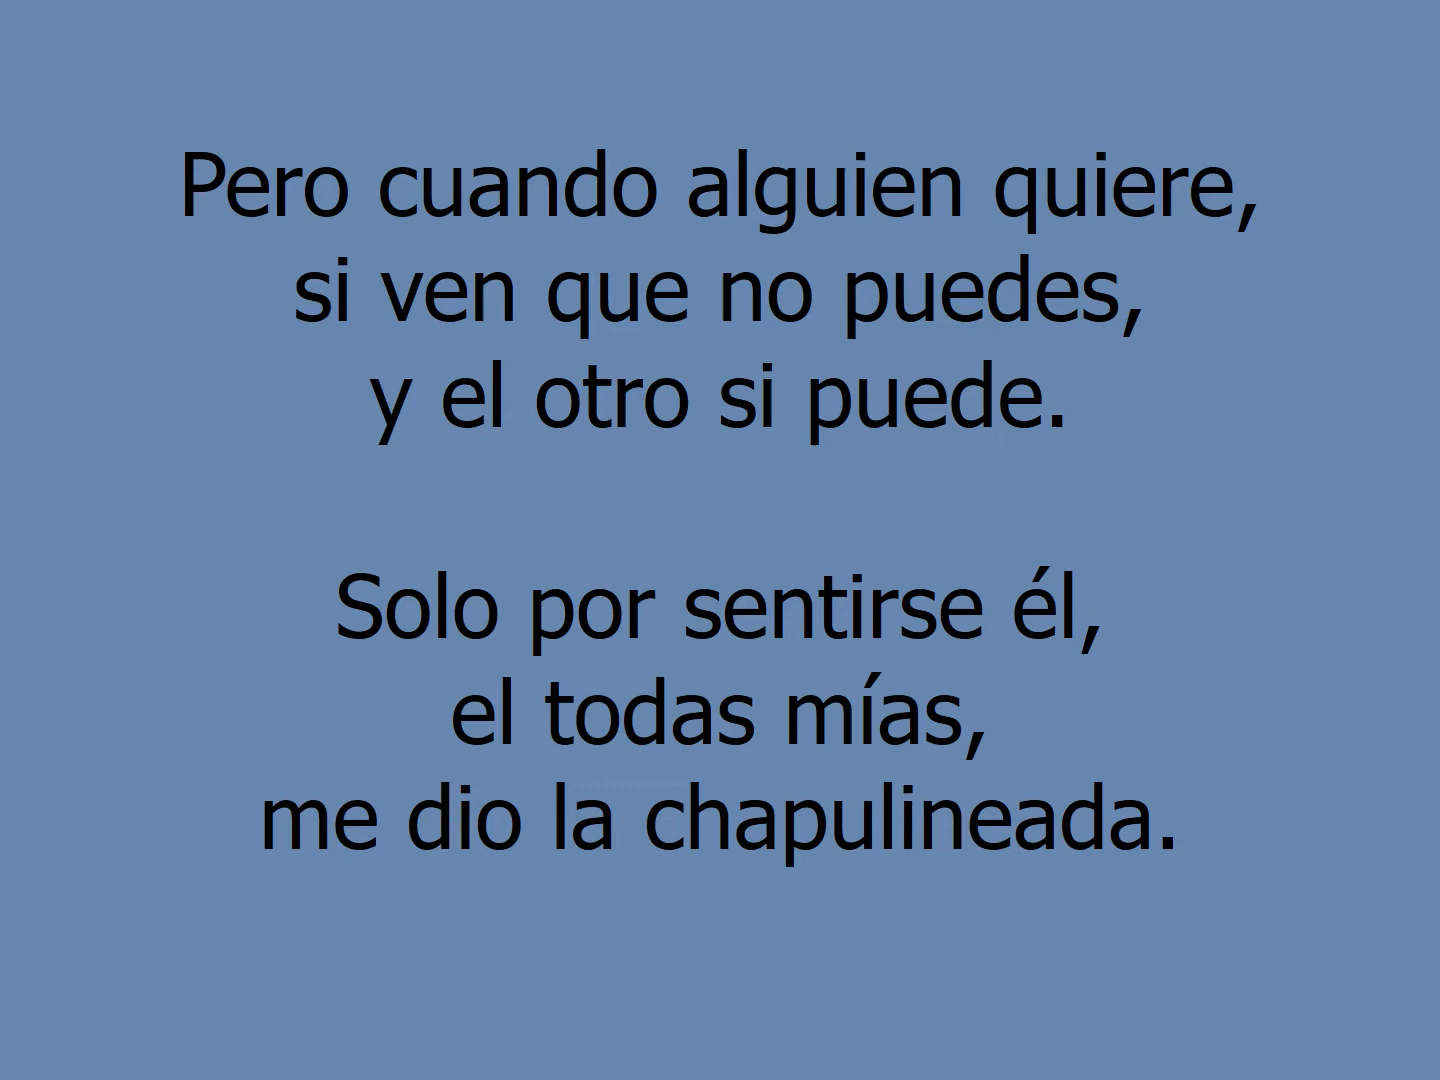 Pero cuando alguien quiere,
si ven que no puedes,
y el otro si puede.
Solo por sentirse él,
el todas mías,
me dio la chapulineada.